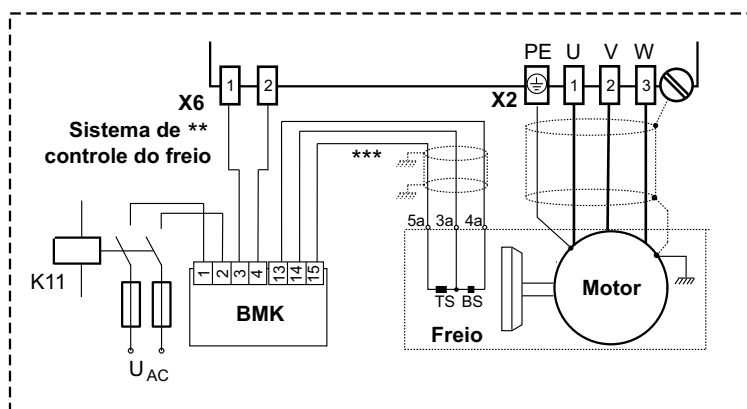 PE U V W
1 2 1 2 3
X6 X2
Sistema de **
controle do freio
***
5a 3a 4a
K11
1 2 3 4 13 14 15
BMK
TS BS
Motor
Freio
UAC